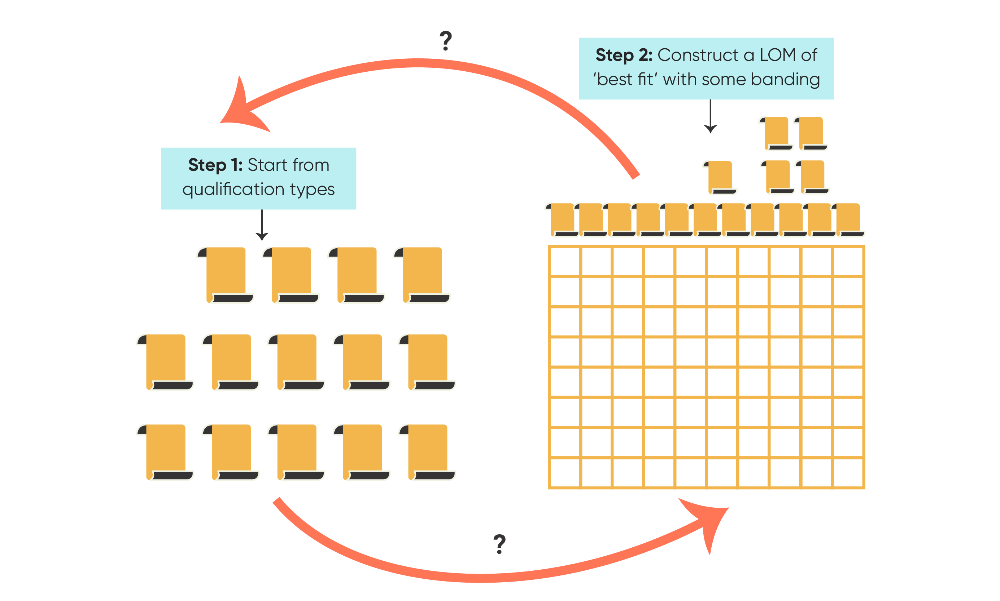 ?
Step 2: Construct a LOM of
‘best fit’ with some banding
Step 1: Start from
qualification types
?